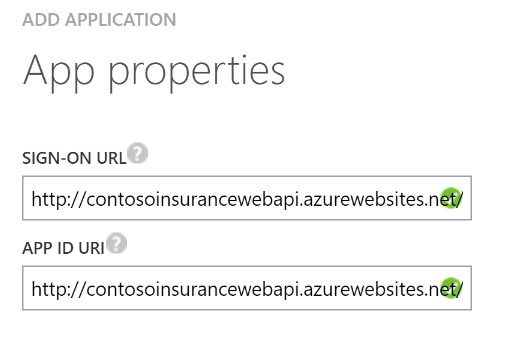 ADD APPLICATION
App properties
SIGN-ON URL ?
http://contosoinsurancewebapi.azurewebsites.net/
APP ID URI ?
http://contosoinsurancewebapi.azurewebsites.net/